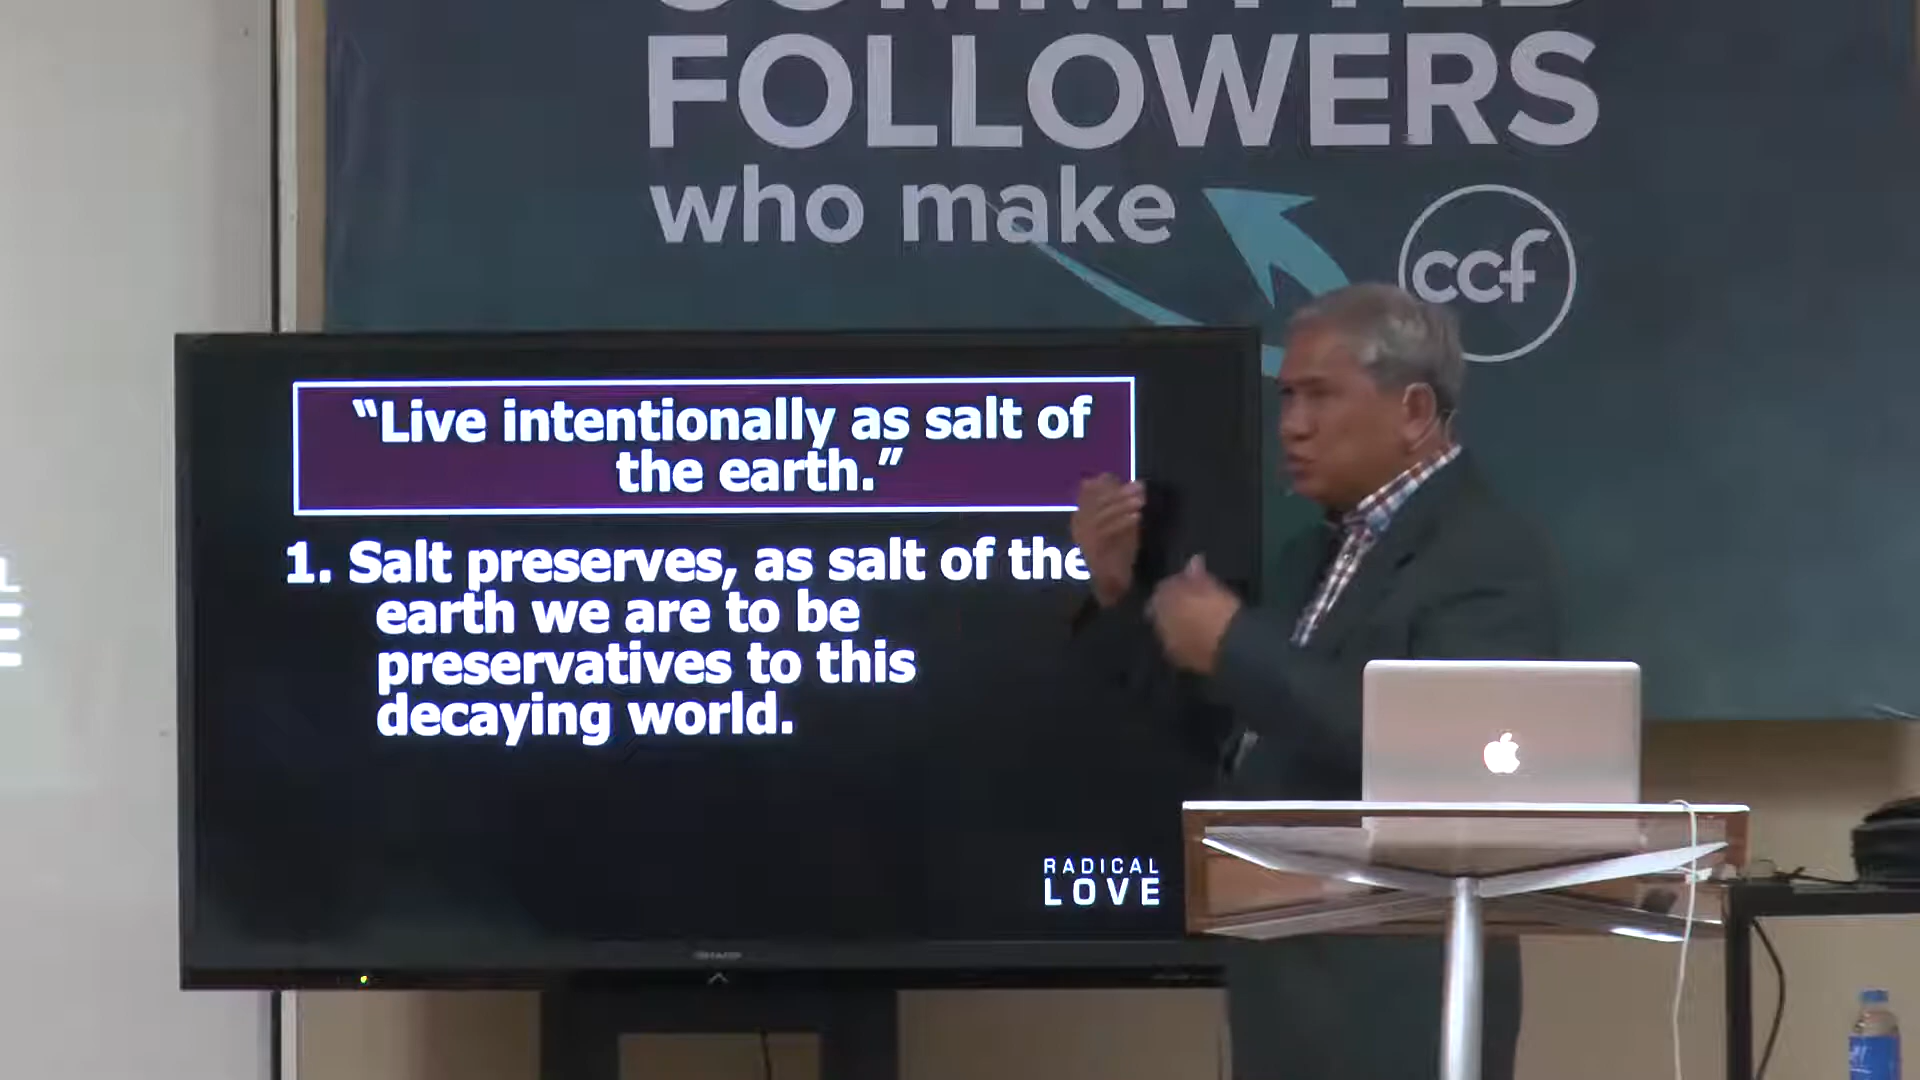 COMMITTED
FOLLOWERS
who make
ccf
“Live intentionally as salt of
the earth.”
1. Salt preserves, as salt of the
earth we are to be
preservatives to this
decaying world.
RADICAL
LOVE